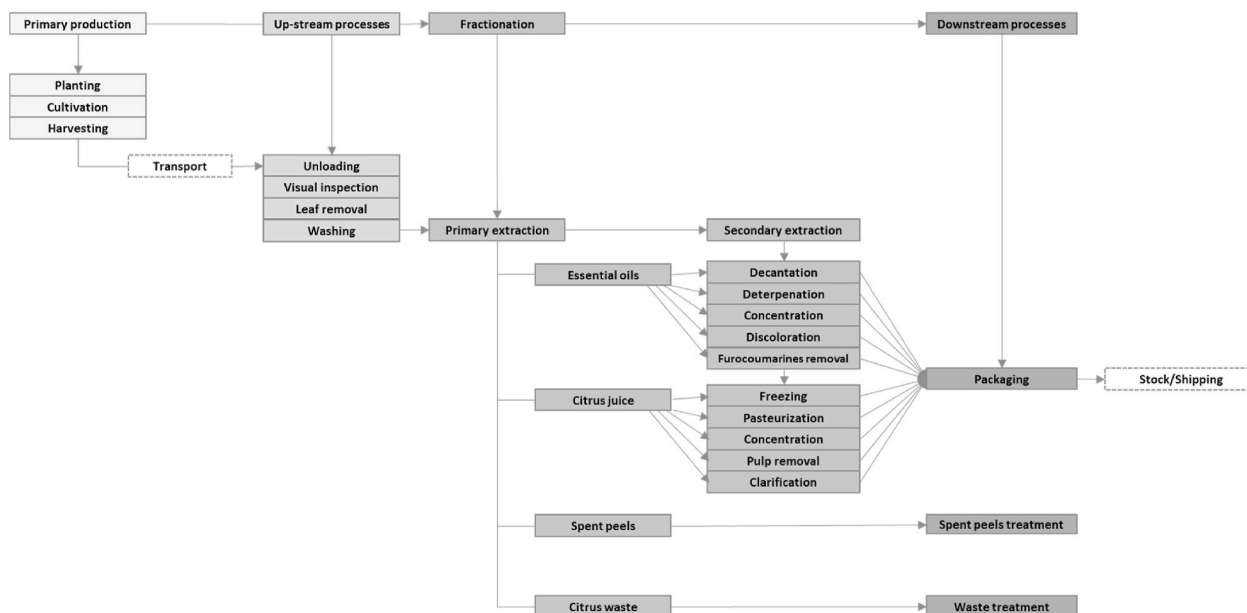 Primary production
Up-stream processes
Fractionation
Downstream processes
Planting
Cultivation
Harvesting
Transport
Unloading
Visual inspection
Leaf removal
Washing
Primary extraction
Secondary extraction
Essential oils
Decantation
Deterpenation
Concentration
Discoloration
Furocoumarines removal
Packaging
Stock/Shipping
Citrus juice
Freezing
Pasteurization
Concentration
Pulp removal
Clarification
Spent peels
Spent peels treatment
Citrus waste
Waste treatment